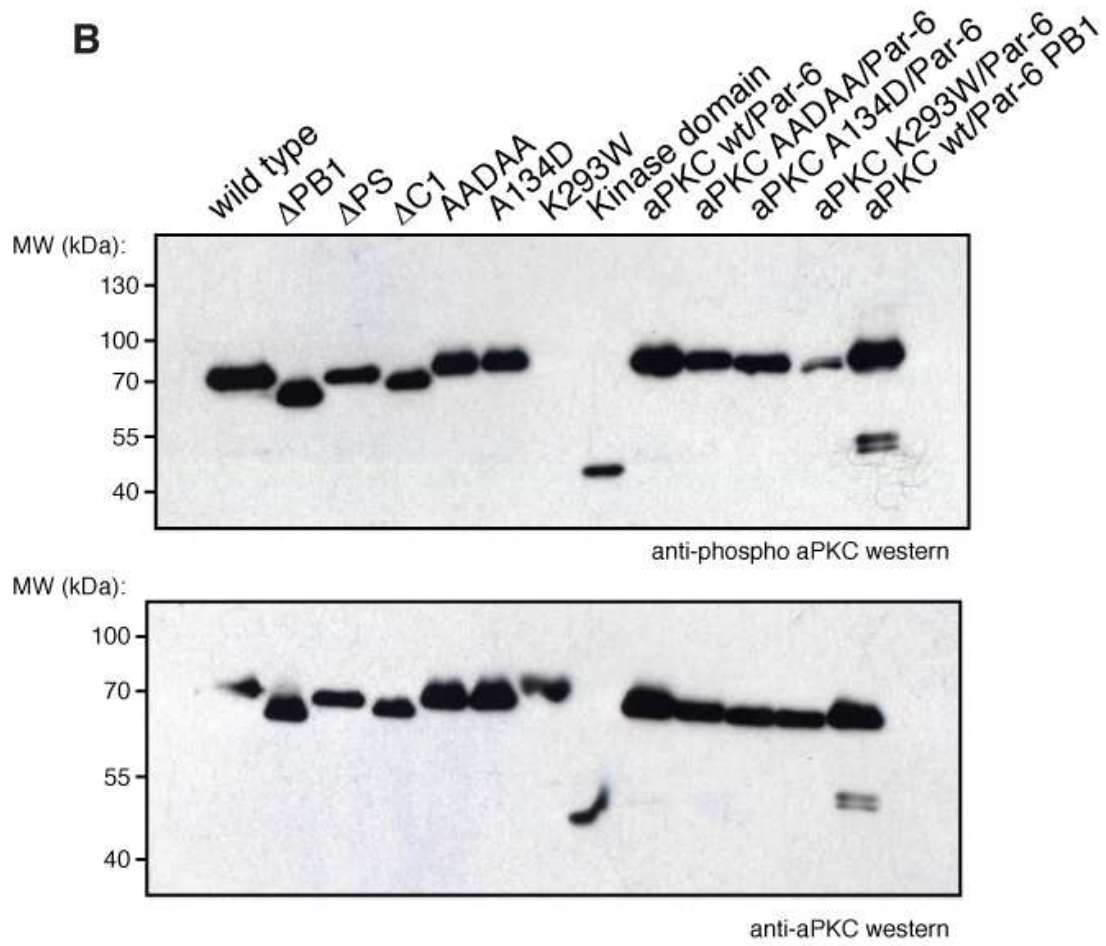 B
wild type
ΔPB1
ΔPS
ΔC1
AADAA
A134D
K293W
Kinase domain
aPKC wt/Par-6
aPKC AADAA/Par-6
aPKC A134D/Par-6
aPKC K293W/Par-6
aPKC wt/Par-6 PB1
MW (kDa):
130
100
70
55
40
anti-phospho aPKC western
MW (kDa):
100
70
55
40
anti-aPKC western